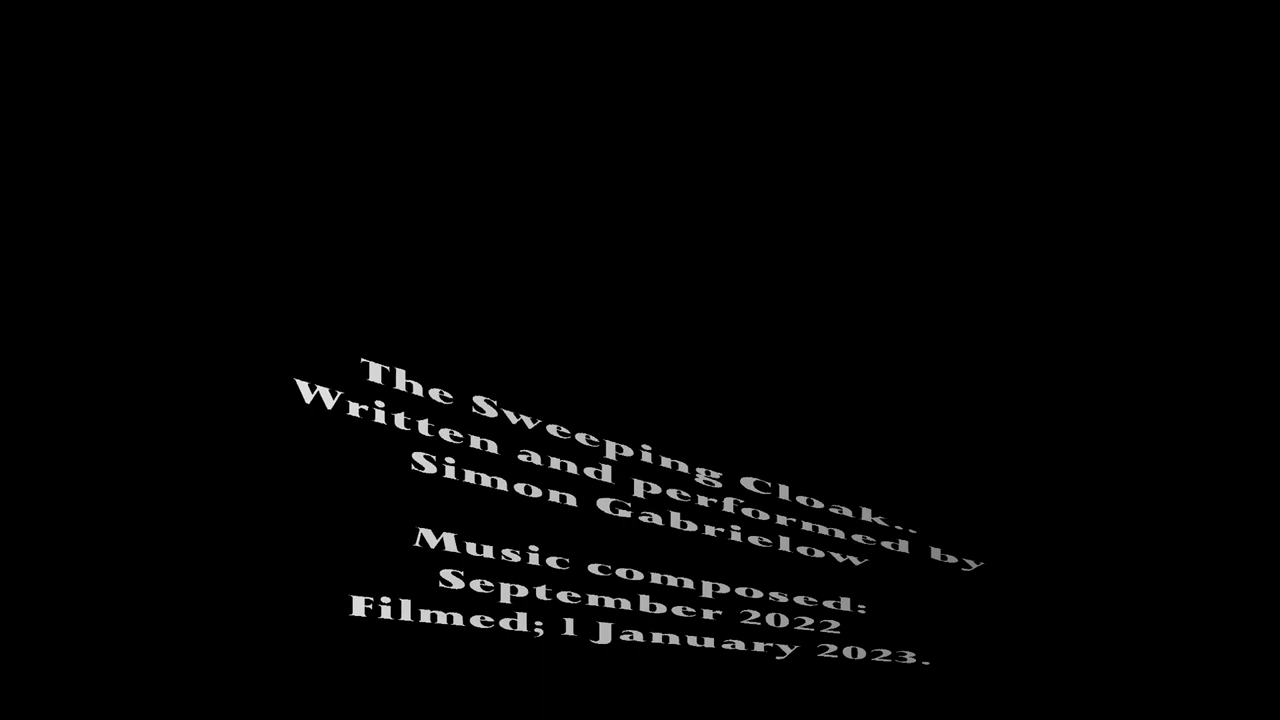 The Sweeping Cloak..
Written and performed by
Simon Gabrielow
Music composed:
September 2022
Filmed; 1 January 2023.